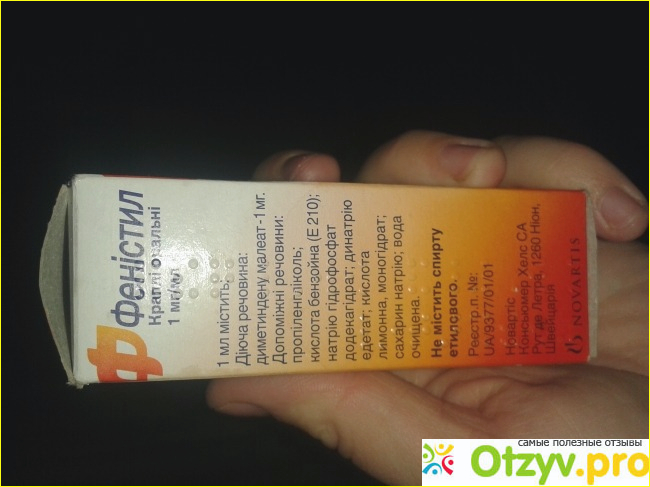 Феністил
Краплі оральні
1 мг/мл
1 мл містить:
Діюча речовина:
диметиндену малеат-1 мг.
Допоміжні речовини:
пропіленгліколь;
кислота бензойна (Е 210);
натрію гідрофосфат
додекагідрат; динатрію
едетат; кислота
лимонна, моногідрат;
сахарин натрію; вода
очищена.
Не містить спирту
етилового.
Реєстр п. №:
UA/9377/01/01
Новартіс
Консьюмер Хелс СА
Рут де Летра, 1260 Ніон,
Швейцарія
NOVARTIS
самые полезные отзывы
Otzyv.pro